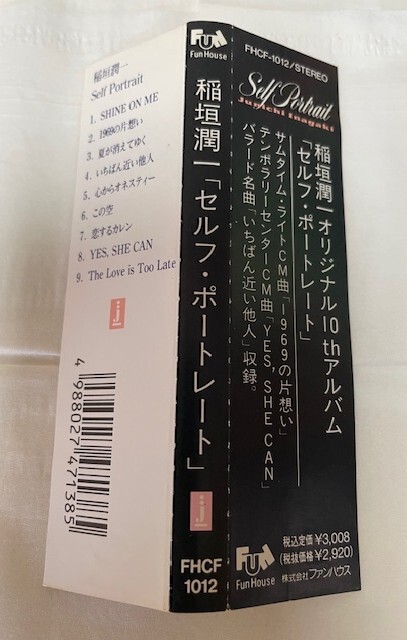 稲垣潤一
Self Portrait
1. SHINE ON ME
2. 1969の片想い
3. 夏が消えてゆく
4. いちばん近い他人
5. 心からオネスティー
6. この空
7. 恋するカレン
8. YES, SHE CAN
9. The Love is Too Late
j
4988027471385
Fun
Fun House
稲垣潤一「セルフ・ポートレート」
j
FHCF
1012
FHCF-1012/STEREO
Self Portrait
Junichi Inagaki
稲垣潤一オリジナル10thアルバム
「セルフ・ポートレート」
サムタイム・ライトCM曲「1969の片想い」
テンポラリーセンターCM曲「YES, SHE CAN」
バラード名曲「いちばん近い他人」収録。
税込定価¥3,008
(税抜価格¥2,920)
Fun
Fun House
株式会社ファンハウス